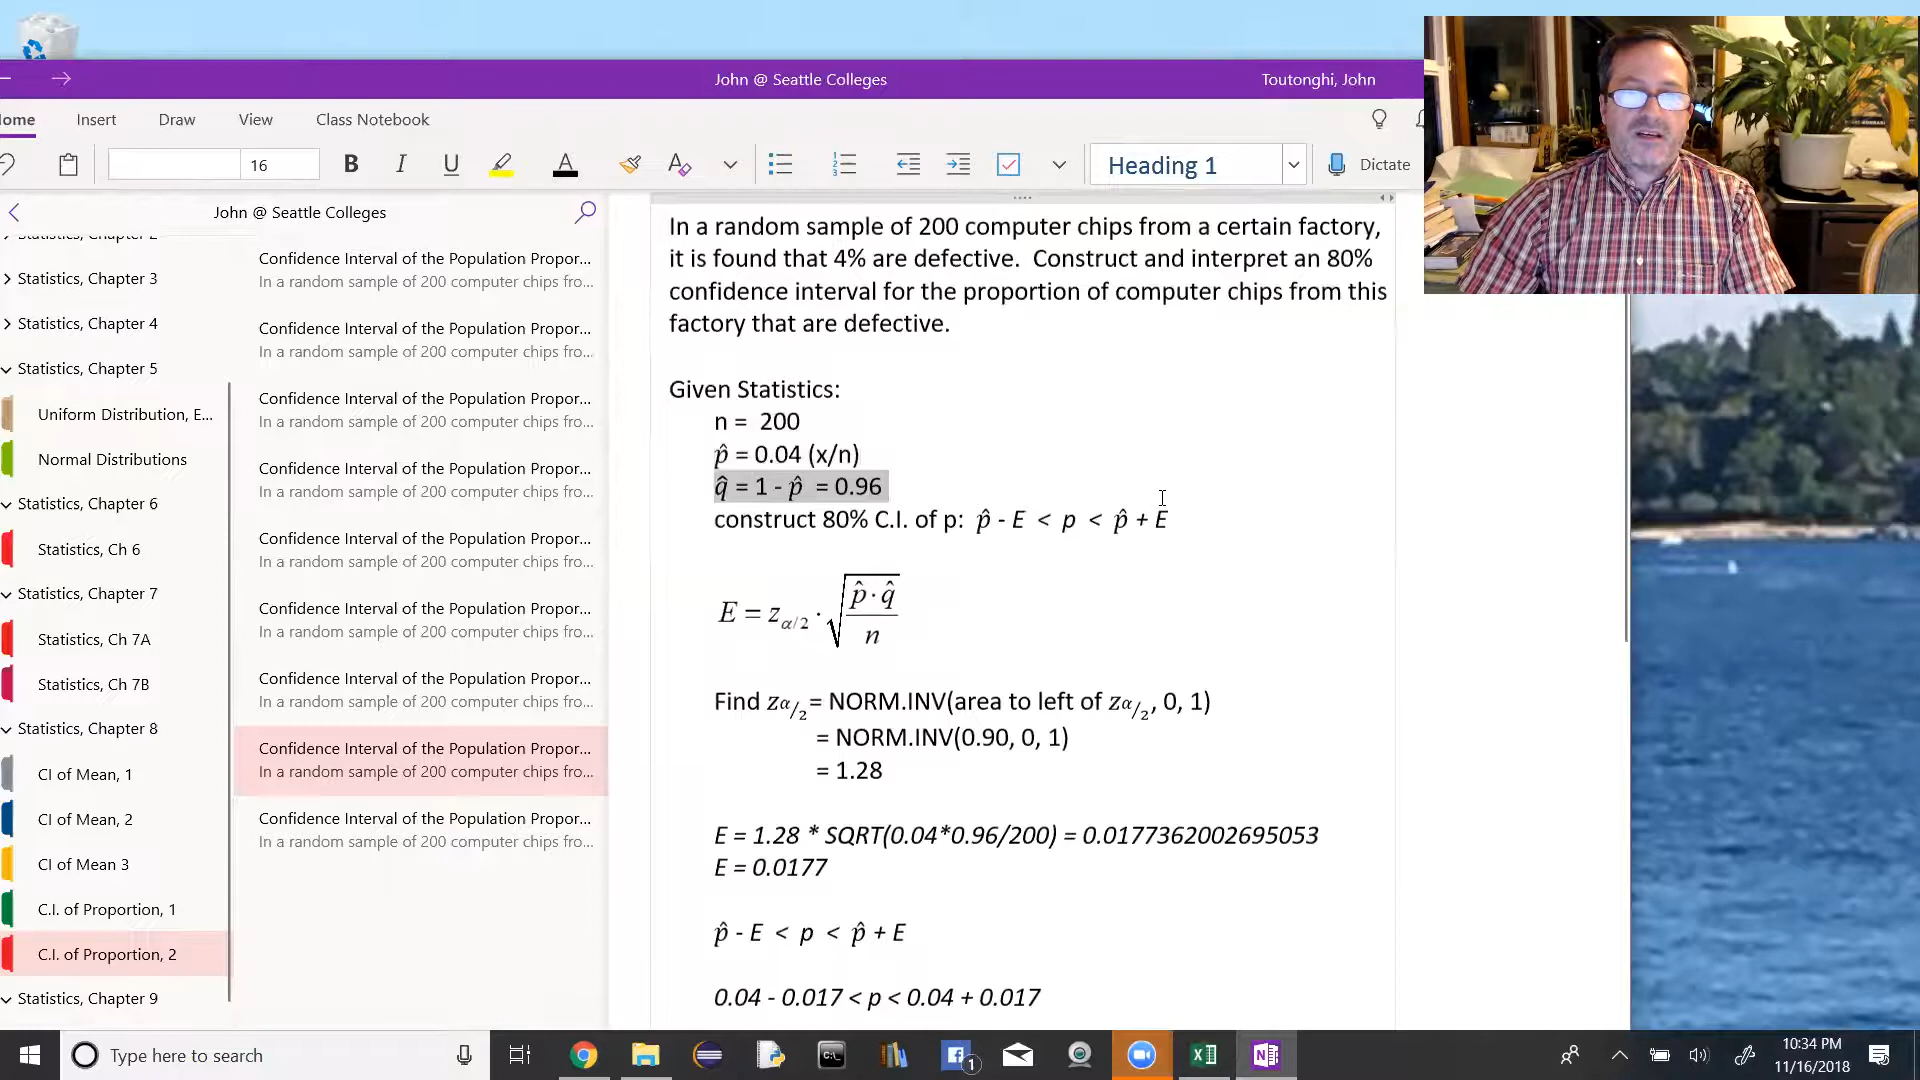 John @ Seattle Colleges
Toutonghi, John
Home Insert Draw View Class Notebook
16 B I U A Heading 1 Dictate
John @ Seattle Colleges
Statistics, Chapter 2
Statistics, Chapter 3
Statistics, Chapter 4
Statistics, Chapter 5
Uniform Distribution, E...
Normal Distributions
Statistics, Chapter 6
Statistics, Ch 6
Statistics, Chapter 7
Statistics, Ch 7A
Statistics, Ch 7B
Statistics, Chapter 8
CI of Mean, 1
CI of Mean, 2
CI of Mean 3
C.I. of Proportion, 1
C.I. of Proportion, 2
Statistics, Chapter 9
Confidence Interval of the Population Propor...
In a random sample of 200 computer chips fro...
Confidence Interval of the Population Propor...
In a random sample of 200 computer chips fro...
Confidence Interval of the Population Propor...
In a random sample of 200 computer chips fro...
Confidence Interval of the Population Propor...
In a random sample of 200 computer chips fro...
Confidence Interval of the Population Propor...
In a random sample of 200 computer chips fro...
Confidence Interval of the Population Propor...
In a random sample of 200 computer chips fro...
Confidence Interval of the Population Propor...
In a random sample of 200 computer chips fro...
Confidence Interval of the Population Propor...
In a random sample of 200 computer chips fro...
Confidence Interval of the Population Propor...
In a random sample of 200 computer chips fro...
In a random sample of 200 computer chips from a certain factory,
it is found that 4% are defective. Construct and interpret an 80%
confidence interval for the proportion of computer chips from this
factory that are defective.
Given Statistics:
n = 200
p̂ = 0.04 (x/n)
q̂ = 1 - p̂ = 0.96
construct 80% C.I. of p: p̂ - E < p < p̂ + E
E = z_{α/2} · √(p̂ · q̂ / n)
Find zα/2 = NORM.INV(area to left of zα/2, 0, 1)
= NORM.INV(0.90, 0, 1)
= 1.28
E = 1.28 * SQRT(0.04*0.96/200) = 0.0177362002695053
E = 0.0177
p̂ - E < p < p̂ + E
0.04 - 0.017 < p < 0.04 + 0.017
Type here to search
1
10:34 PM
11/16/2018